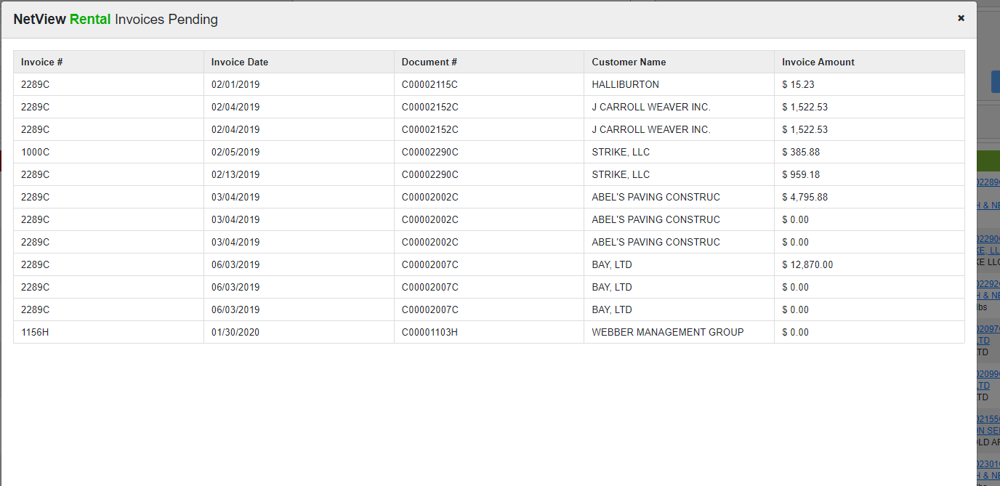 NetView Rental Invoices Pending ×
Invoice # Invoice Date Document # Customer Name Invoice Amount
2289C 02/01/2019 C00002115C HALLIBURTON $ 15.23
2289C 02/04/2019 C00002152C J CARROLL WEAVER INC. $ 1,522.53
2289C 02/04/2019 C00002152C J CARROLL WEAVER INC. $ 1,522.53
1000C 02/05/2019 C00002290C STRIKE, LLC $ 385.88
2289C 02/13/2019 C00002290C STRIKE, LLC $ 959.18
2289C 03/04/2019 C00002002C ABEL'S PAVING CONSTRUC $ 4,795.88
2289C 03/04/2019 C00002002C ABEL'S PAVING CONSTRUC $ 0.00
2289C 03/04/2019 C00002002C ABEL'S PAVING CONSTRUC $ 0.00
2289C 06/03/2019 C00002007C BAY, LTD $ 12,870.00
2289C 06/03/2019 C00002007C BAY, LTD $ 0.00
2289C 06/03/2019 C00002007C BAY, LTD $ 0.00
1156H 01/30/2020 C00001103H WEBBER MANAGEMENT GROUP $ 0.00